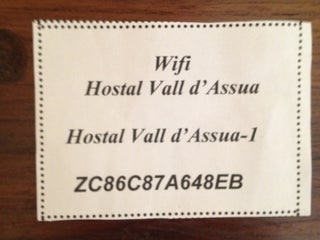 Wifi
Hostal Vall d'Assua
Hostal Vall d'Assua-1
ZC86C87A648EB